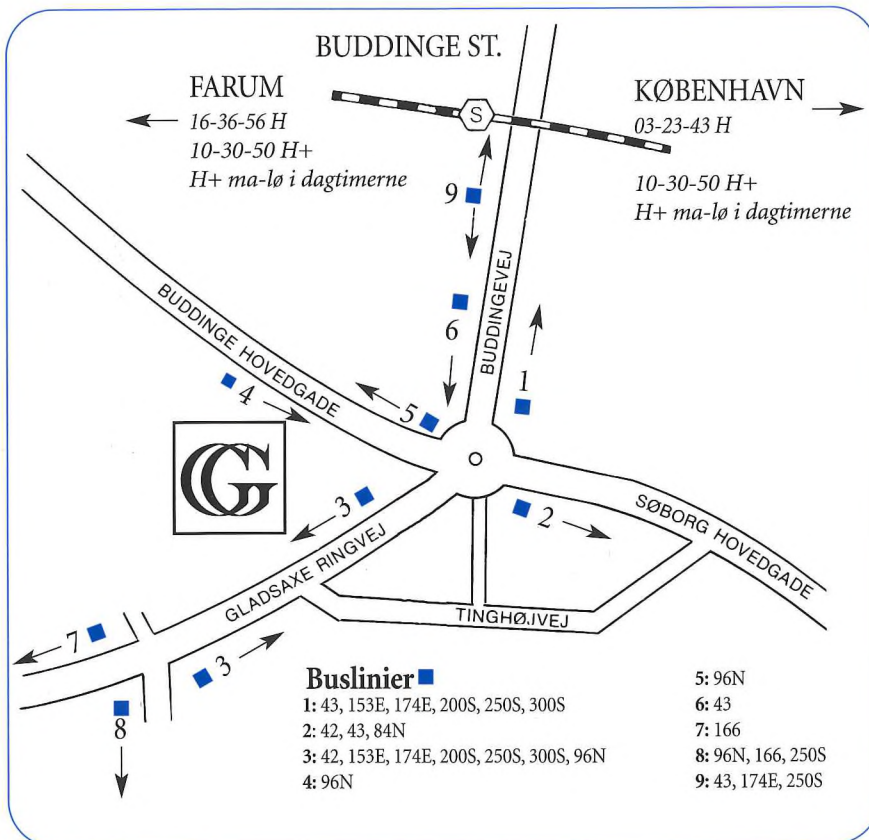 BUDDINGE ST.
FARUM
16-36-56 H
10-30-50 H+
H+ ma-lø i dagtimerne
KØBENHAVN
03-23-43 H
10-30-50 H+
H+ ma-lø i dagtimerne
S
9
BUDDINGEVEJ
6
1
BUDDINGE HOVEDGADE
4
5
GG
3
2
SØBORG HOVEDGADE
GLADSAXE RINGVEJ
TINGHØJVEJ
7
3
8
Buslinier
1: 43, 153E, 174E, 200S, 250S, 300S
2: 42, 43, 84N
3: 42, 153E, 174E, 200S, 250S, 300S, 96N
4: 96N
5: 96N
6: 43
7: 166
8: 96N, 166, 250S
9: 43, 174E, 250S